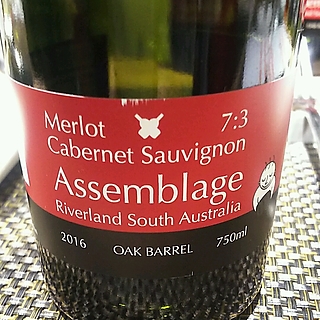 Merlot 7:3
Cabernet Sauvignon
Assemblage
Riverland South Australia
2016 OAK BARREL 750ml